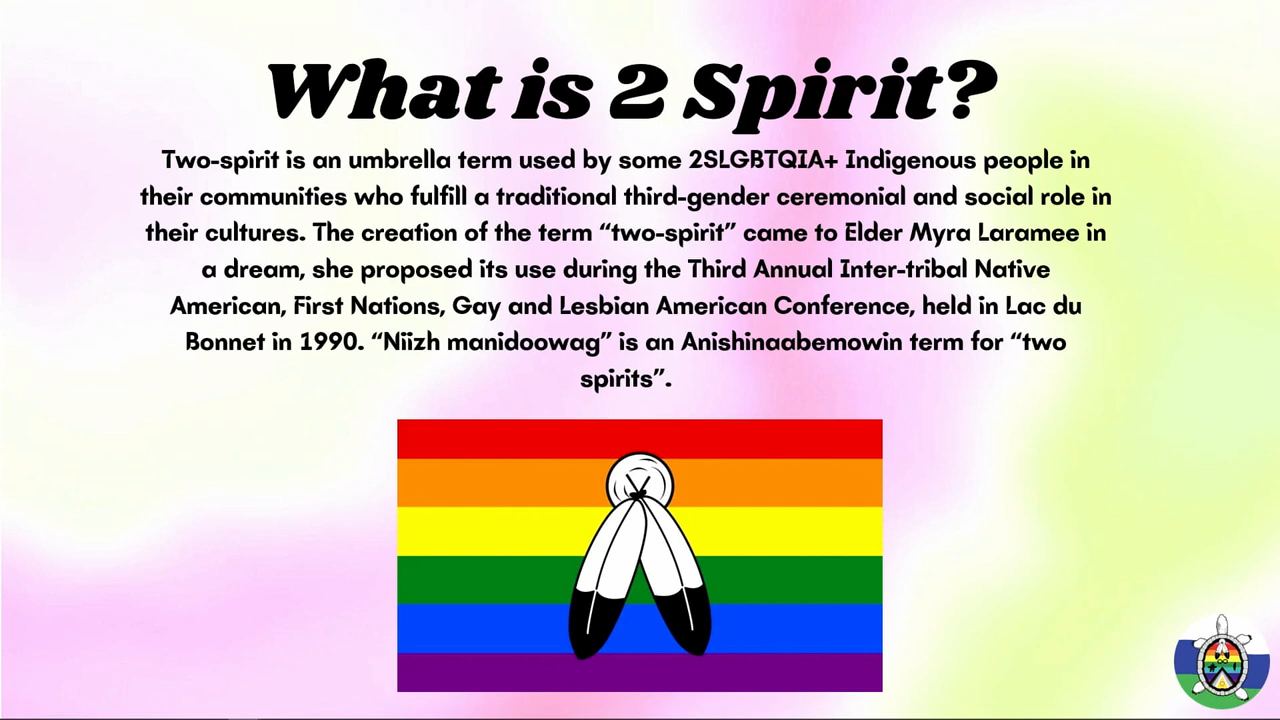 What is 2 Spirit?
Two-spirit is an umbrella term used by some 2SLGBTQIA+ Indigenous people in
their communities who fulfill a traditional third-gender ceremonial and social role in
their cultures. The creation of the term “two-spirit” came to Elder Myra Laramee in
a dream, she proposed its use during the Third Annual Inter-tribal Native
American, First Nations, Gay and Lesbian American Conference, held in Lac du
Bonnet in 1990. “Niizh manidoowag” is an Anishinaabemowin term for “two
spirits”.